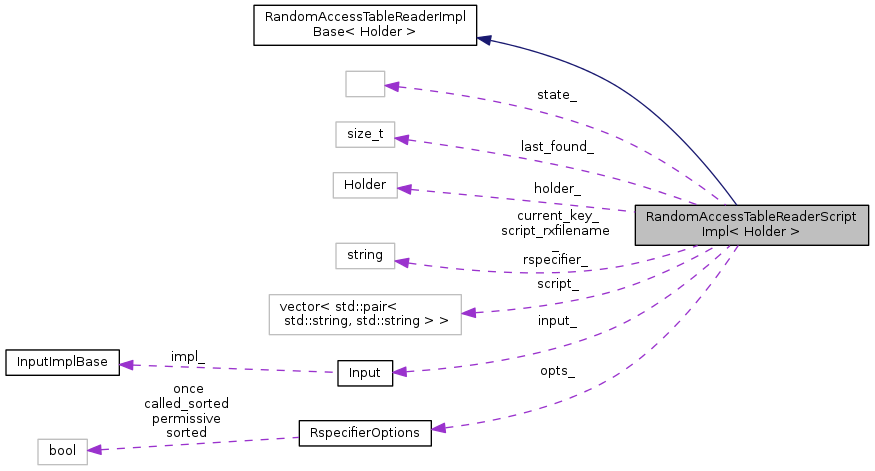 RandomAccessTableReaderImpl
Base< Holder >
state_
size_t
last_found_
Holder
holder_
RandomAccessTableReaderScript
Impl< Holder >
current_key_
script_rxfilename
_
rspecifier_
string
script_
vector< std::pair<
std::string, std::string > >
input_
InputImplBase
impl_
Input
opts_
once
called_sorted
permissive
sorted
RspecifierOptions
bool